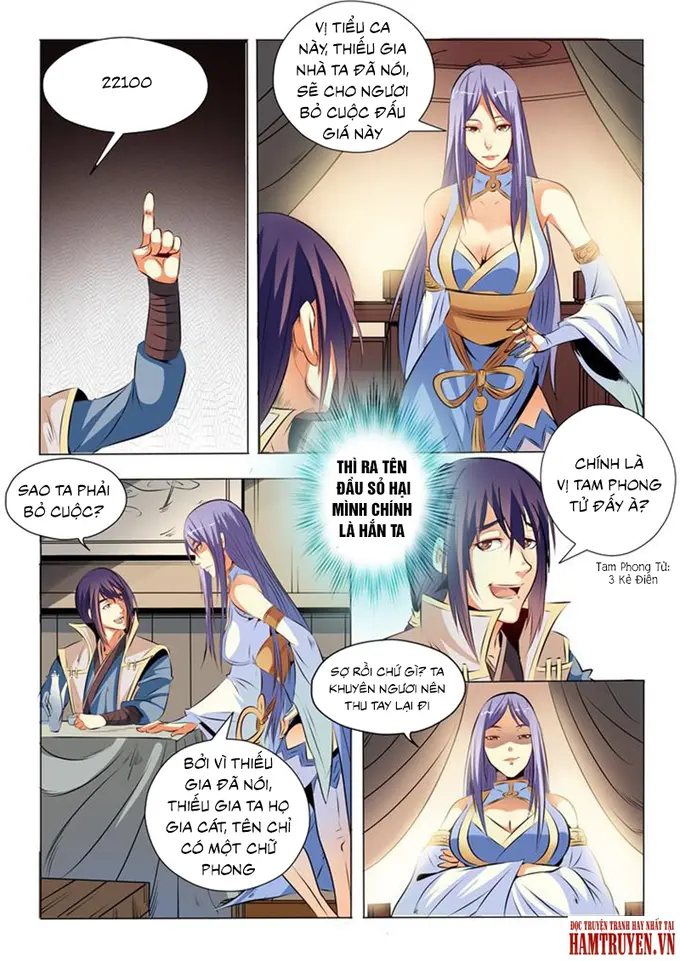 22100
VỊ TIỂU CA
NÀY, THIẾU GIA
NHÀ TA ĐÃ NÓI,
SẼ CHO NGƯƠI
BỎ CUỘC ĐẤU
GIÁ NÀY
SAO TA PHẢI
BỎ CUỘC?
BỞI VÌ THIẾU
GIA ĐÃ NÓI,
THIẾU GIA TA HỌ
GIA CÁT, TÊN CHỈ
CÓ MỘT CHỮ
PHONG
THÌ RA TÊN
ĐẦU SỎ HẠI
MÌNH CHÍNH
LÀ HẮN TA
CHÍNH LÀ
VỊ TAM PHONG
TỬ ĐẤY À?
Tam Phong Tử:
3 Kẻ Điên
SỢ RỒI CHỨ GÌ? TA
KHUYÊN NGƯƠI NÊN
THU TAY LẠI ĐI
ĐỌC TRUYỆN TRANH HAY NHẤT TẠI
HAMTRUYEN.VN